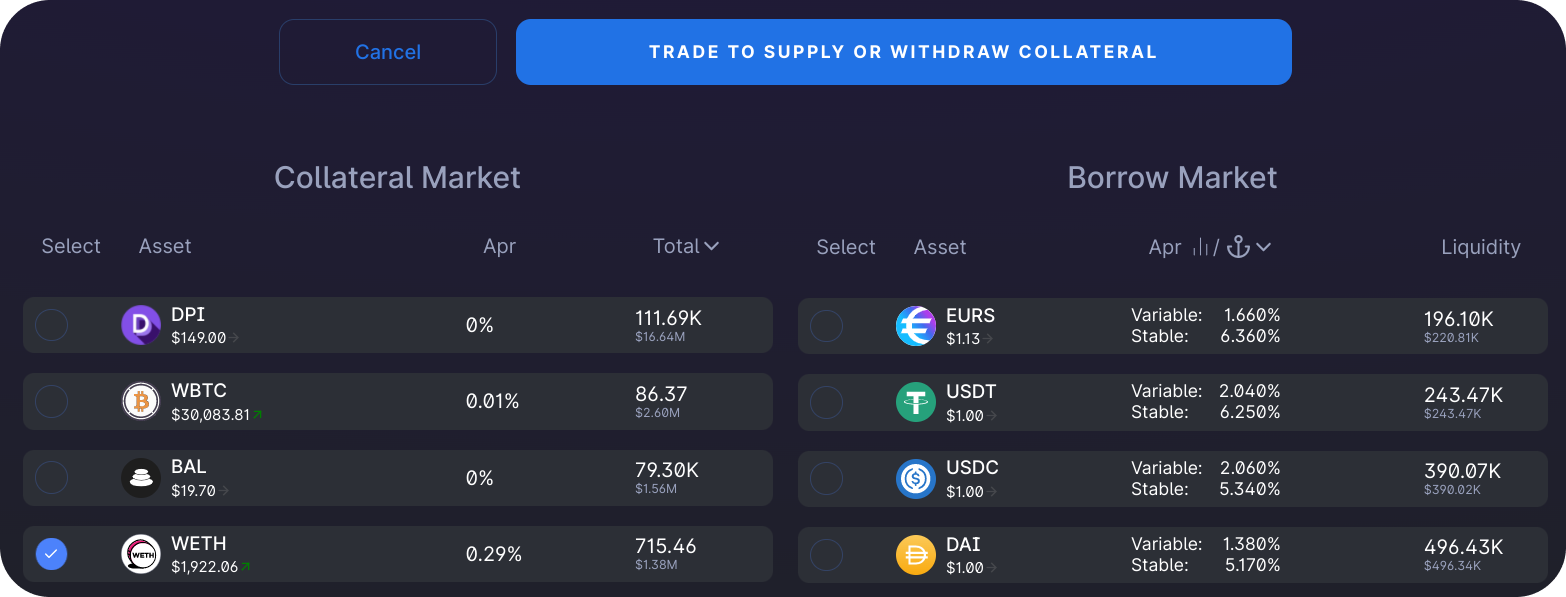 Cancel
TRADE TO SUPPLY OR WITHDRAW COLLATERAL
Collateral Market
Select Asset Apr Total
DPI 0% 111.69K
$149.00 $16.64M
WBTC 0.01% 86.37
$30,083.81 $2.60M
BAL 0% 79.30K
$19.70 $1.56M
WETH
WETH 0.29% 715.46
$1,922.06 $1.38M
Borrow Market
Select Asset Apr / Liquidity
EURS Variable: 1.660% 196.10K
$1.13 Stable: 6.360% $220.81K
USDT Variable: 2.040% 243.47K
$1.00 Stable: 6.250% $243.47K
USDC Variable: 2.060% 390.07K
$1.00 Stable: 5.340% $390.02K
DAI Variable: 1.380% 496.43K
$1.00 Stable: 5.170% $496.34K